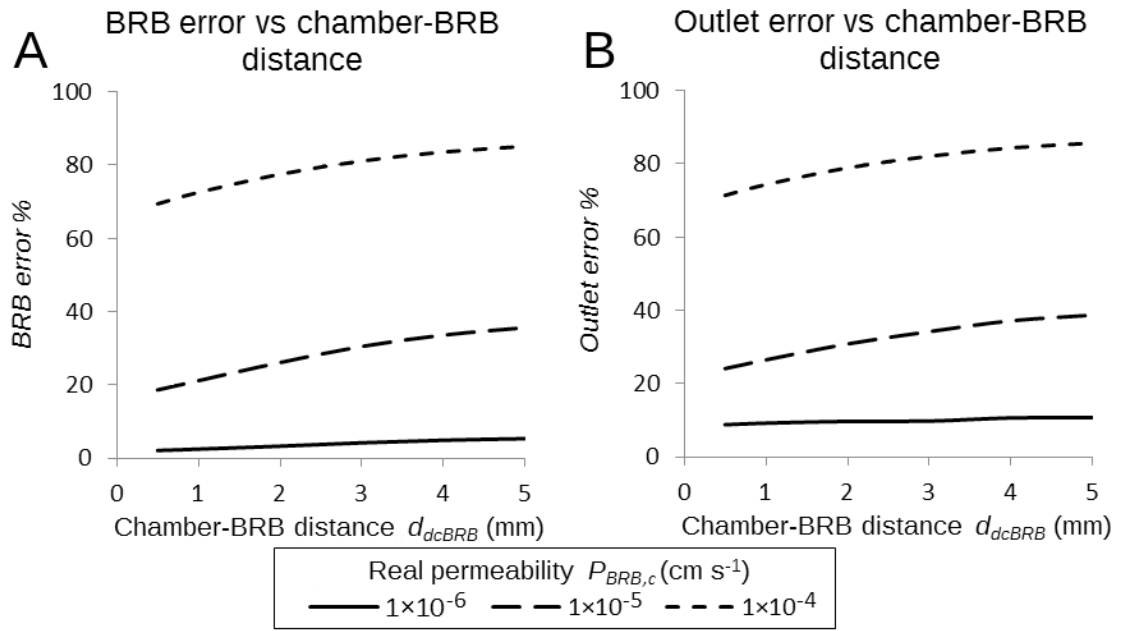 A
BRB error vs chamber-BRB
distance
BRB error %
100
80
60
40
20
0
0 1 2 3 4 5
Chamber-BRB distance d_dcBRB (mm)
B
Outlet error vs chamber-BRB
distance
Outlet error %
100
80
60
40
20
0
0 1 2 3 4 5
Chamber-BRB distance d_dcBRB (mm)
Real permeability P_BRB,c (cm s⁻¹)
1×10⁻⁶ 1×10⁻⁵ 1×10⁻⁴